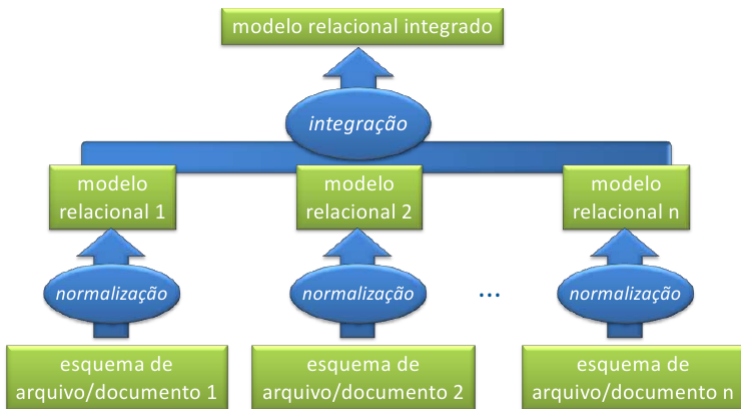 modelo relacional integrado
integração
modelo
relacional 1
modelo
relacional 2
modelo
relacional n
normalização
normalização
...
normalização
esquema de
arquivo/documento 1
esquema de
arquivo/documento 2
esquema de
arquivo/documento n